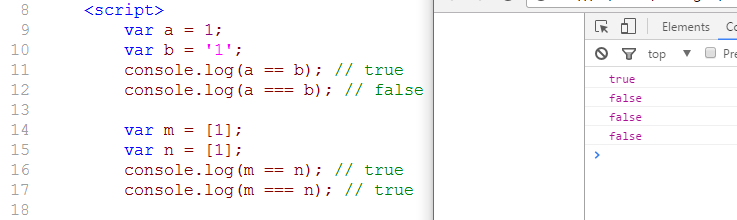 8 <script>
9 var a = 1;
10 var b = '1';
11 console.log(a == b); // true
12 console.log(a === b); // false
13
14 var m = [1];
15 var n = [1];
16 console.log(m == n); // true
17 console.log(m === n); // true
18
Elements
top
true
false
false
false
>